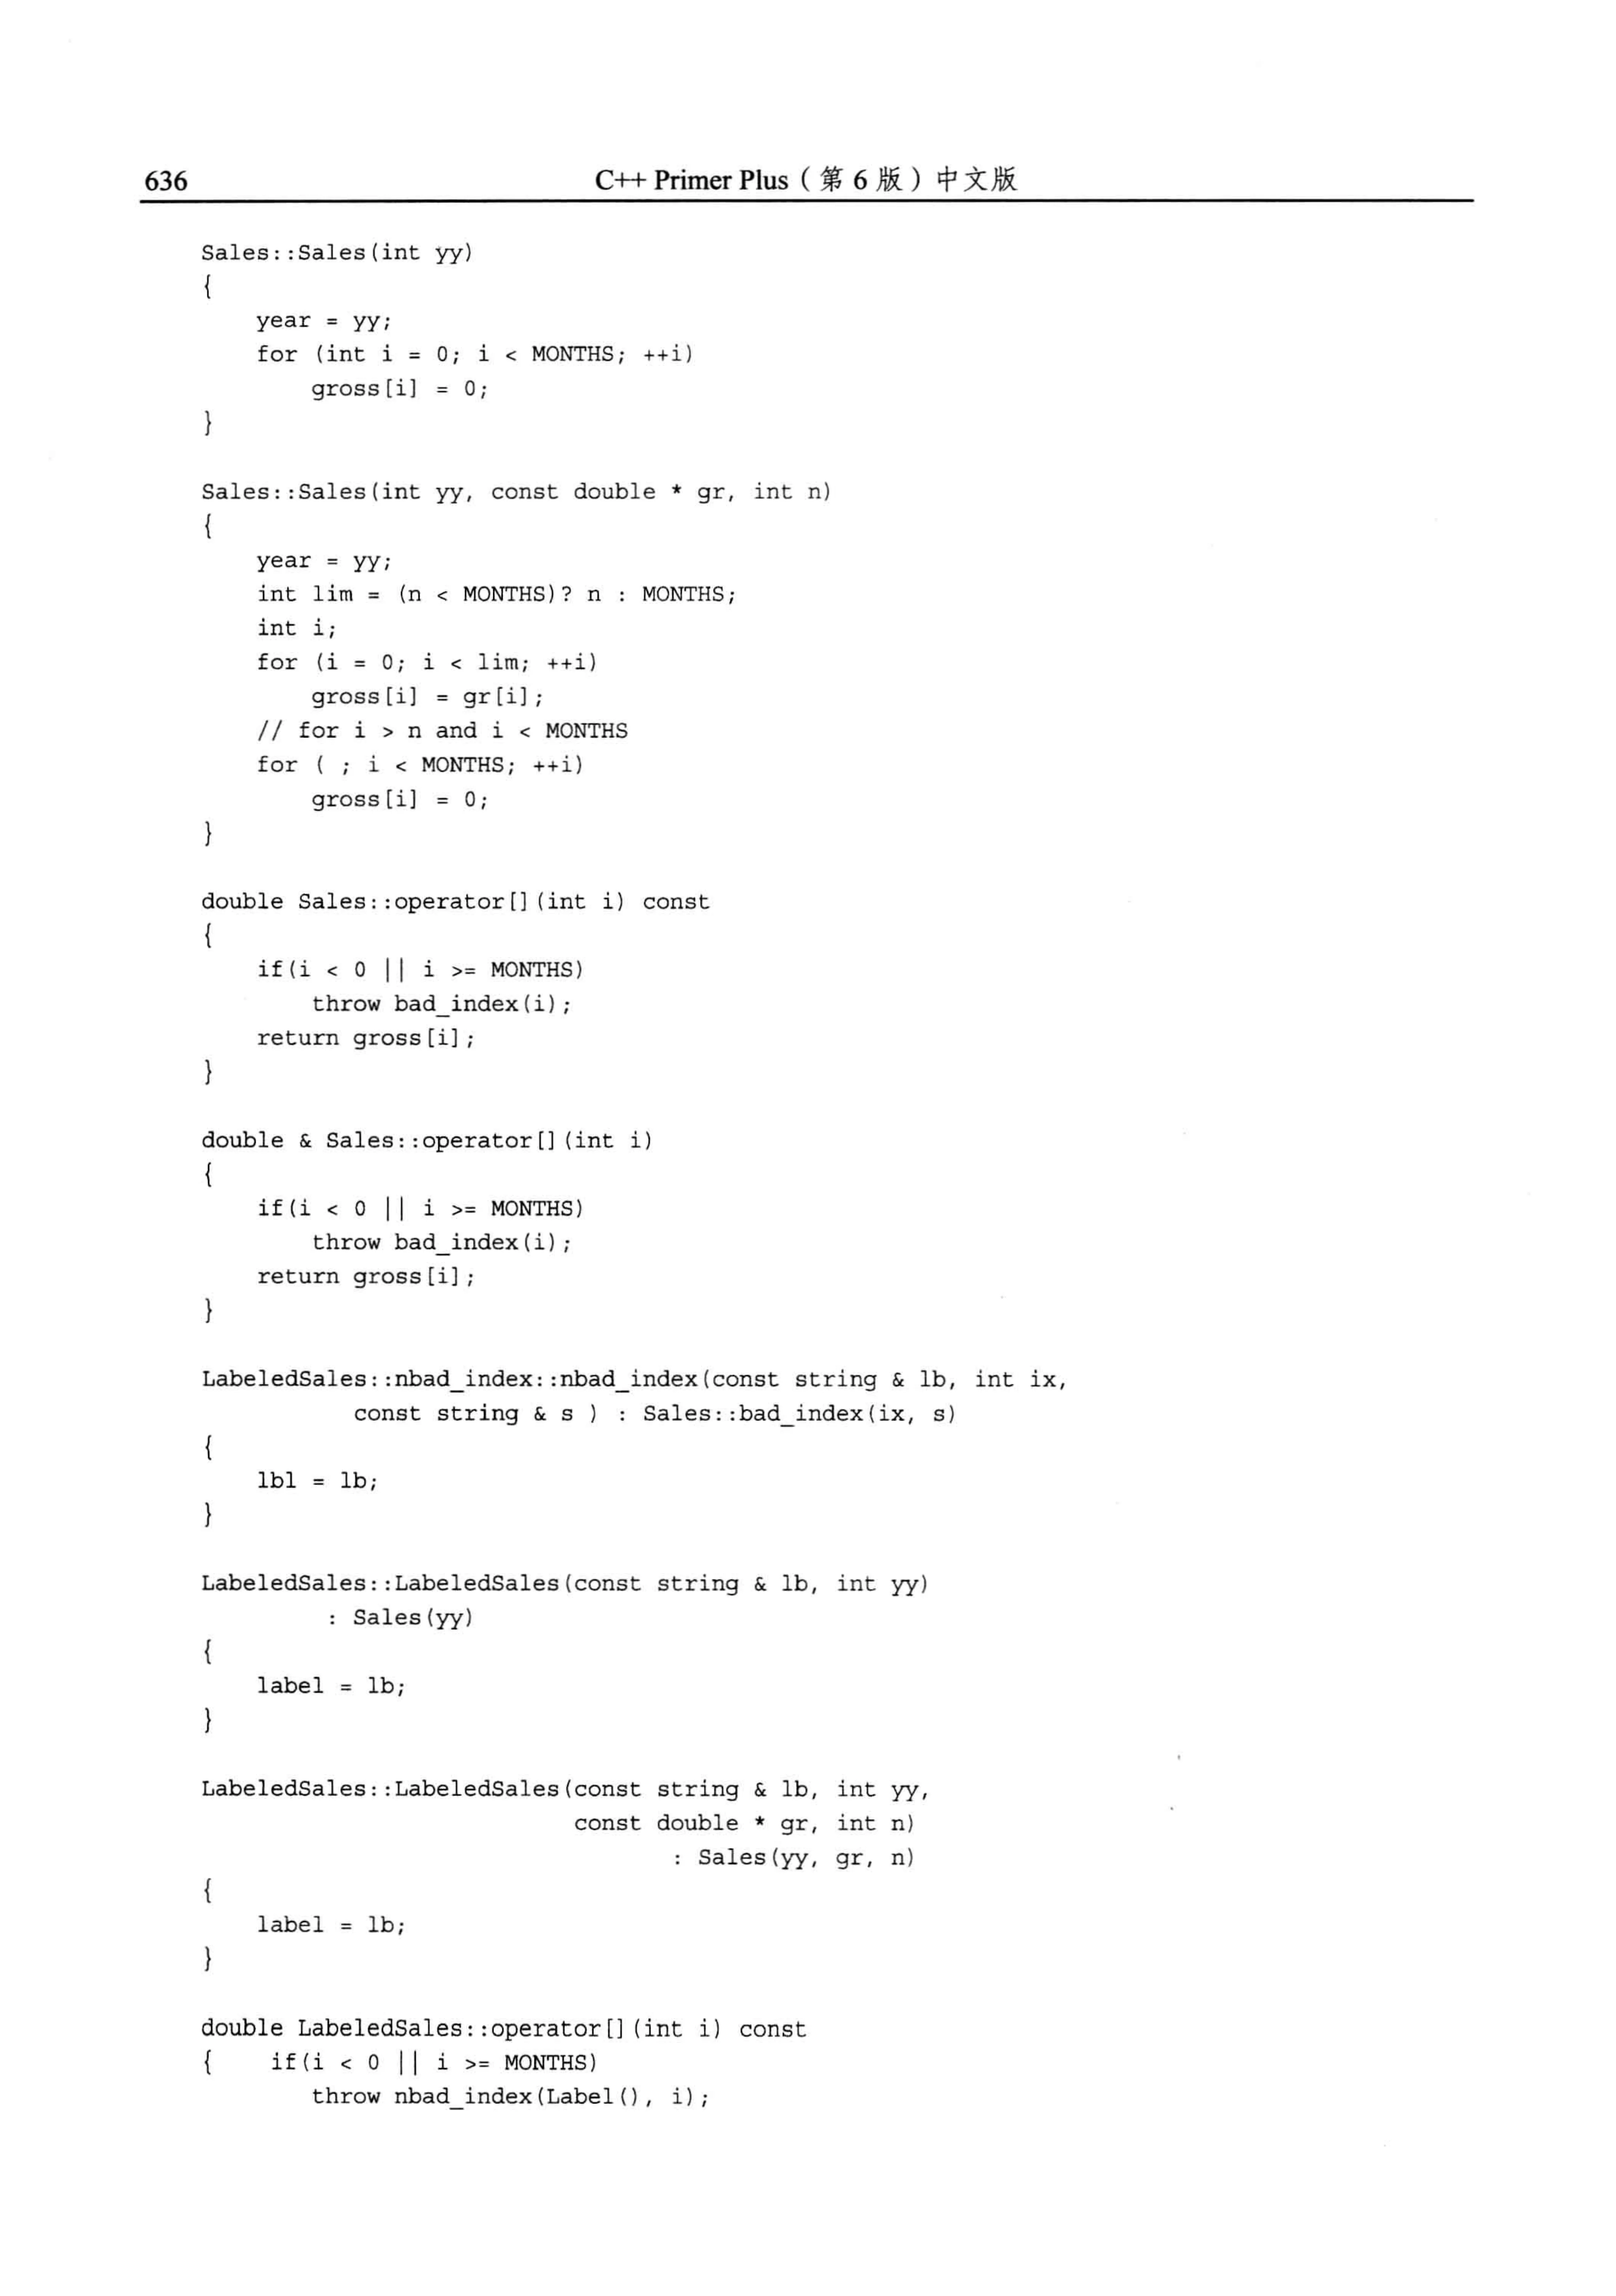 636
C++ Primer Plus（第 6 版）中文版
Sales::Sales(int yy)
{
    year = yy;
    for (int i = 0; i < MONTHS; ++i)
        gross[i] = 0;
}
Sales::Sales(int yy, const double * gr, int n)
{
    year = yy;
    int lim = (n < MONTHS)? n : MONTHS;
    int i;
    for (i = 0; i < lim; ++i)
        gross[i] = gr[i];
    // for i > n and i < MONTHS
    for ( ; i < MONTHS; ++i)
        gross[i] = 0;
}
double Sales::operator[](int i) const
{
    if(i < 0 || i >= MONTHS)
        throw bad_index(i);
    return gross[i];
}
double & Sales::operator[](int i)
{
    if(i < 0 || i >= MONTHS)
        throw bad_index(i);
    return gross[i];
}
LabeledSales::nbad_index::nbad_index(const string & lb, int ix,
           const string & s ) : Sales::bad_index(ix, s)
{
    lbl = lb;
}
LabeledSales::LabeledSales(const string & lb, int yy)
         : Sales(yy)
{
    label = lb;
}
LabeledSales::LabeledSales(const string & lb, int yy,
                           const double * gr, int n)
                                  : Sales(yy, gr, n)
{
    label = lb;
}
double LabeledSales::operator[](int i) const
{    if(i < 0 || i >= MONTHS)
        throw nbad_index(Label(), i);